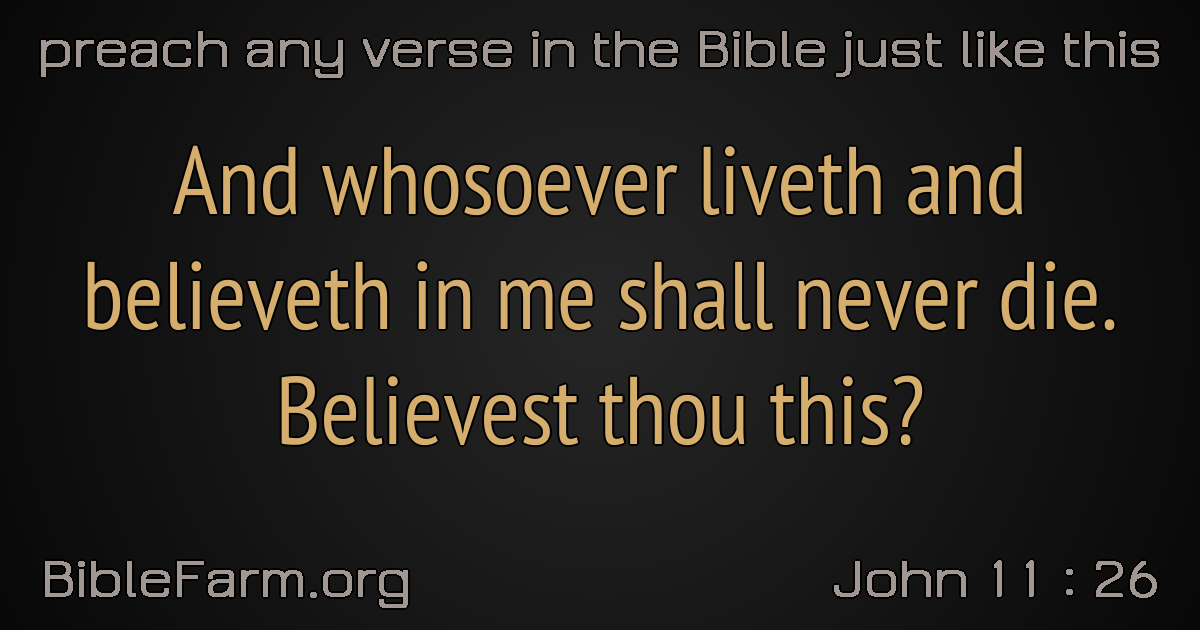 preach any verse in the Bible just like this
And whosoever liveth and
believeth in me shall never die.
Believest thou this?
BibleFarm.org
John 11 : 26